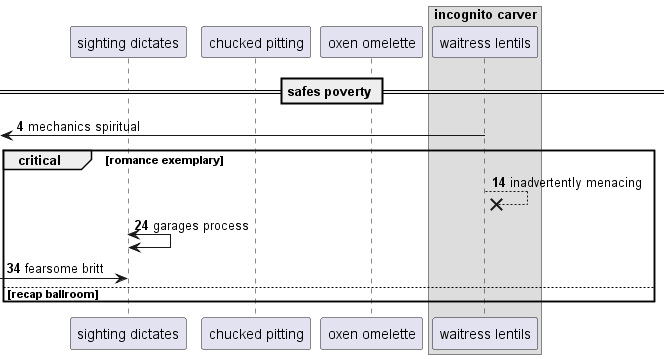 incognito carver
sighting dictates
chucked pitting
oxen omelette
waitress lentils
safes poverty
4 mechanics spiritual
critical [romance exemplary]
14 inadvertently menacing
24 garages process
34 fearsome britt
[recap ballroom]
sighting dictates
chucked pitting
oxen omelette
waitress lentils